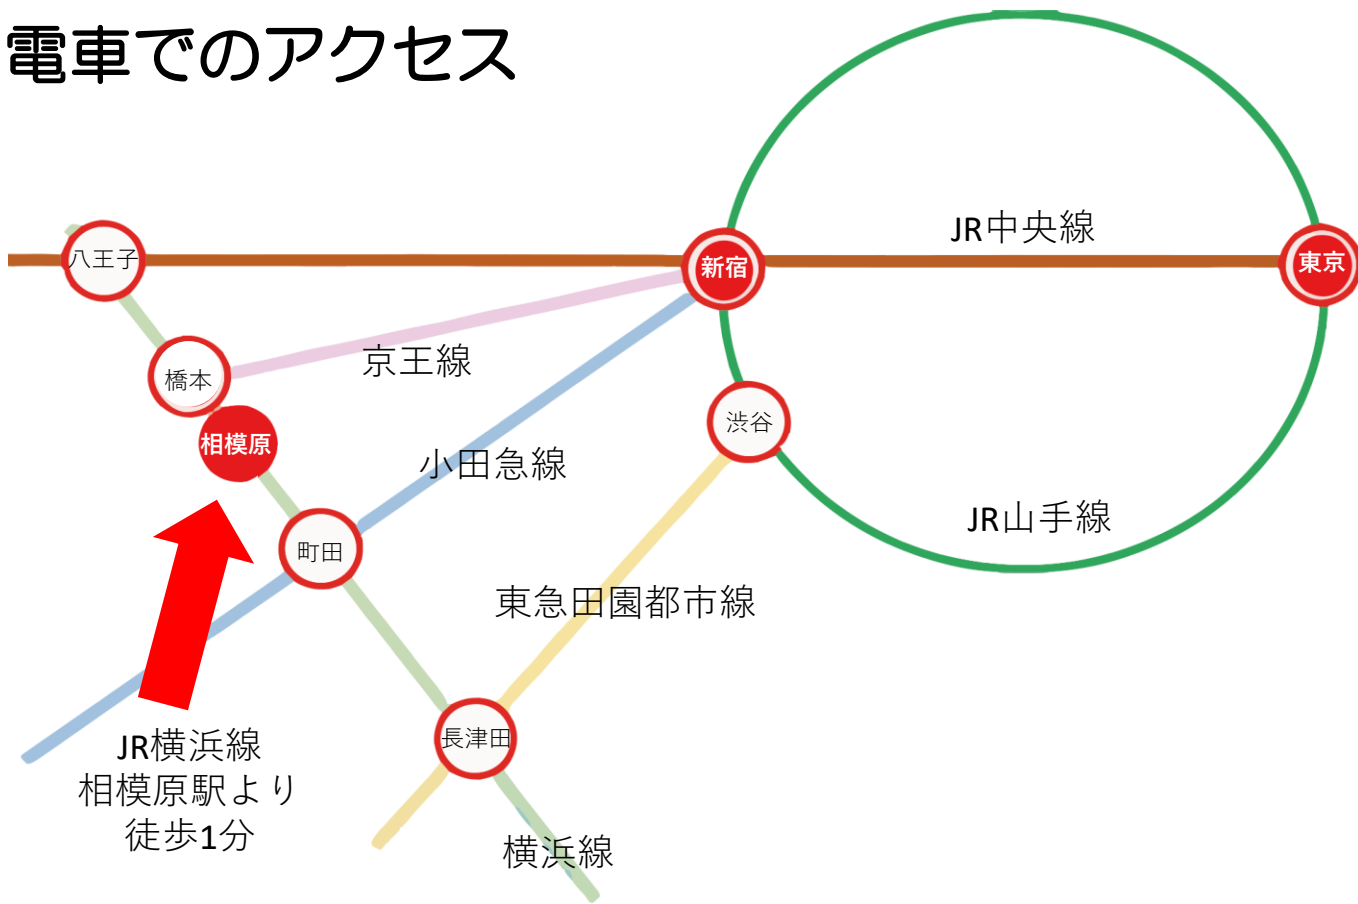 電車でのアクセス
JR中央線
八王子
新宿
東京
京王線
橋本
相模原
小田急線
渋谷
JR山手線
町田
東急田園都市線
長津田
JR横浜線
相模原駅より
徒歩1分
横浜線